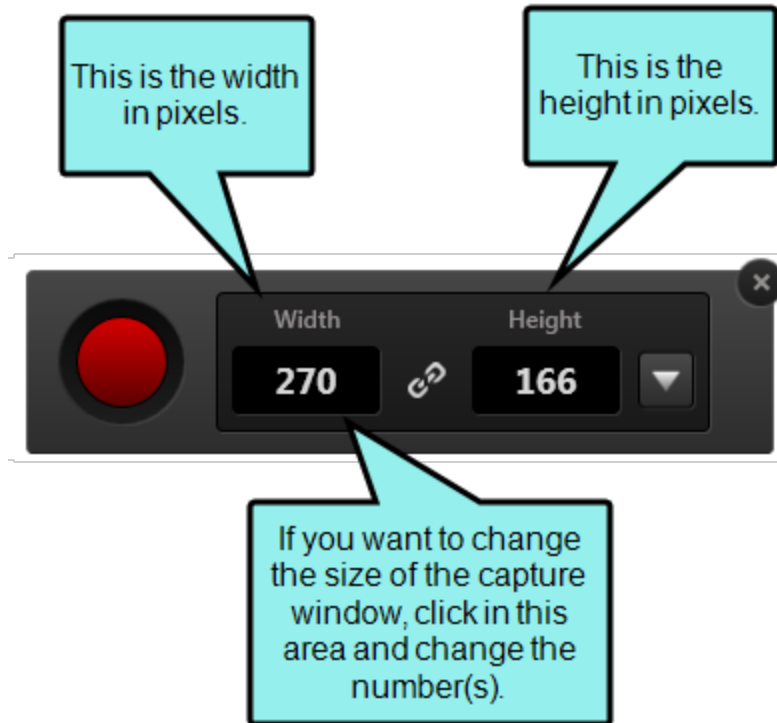 This is the width
in pixels.
This is the
height in pixels.
Width
Height
270
166
If you want to change
the size of the capture
window, click in this
area and change the
number(s).